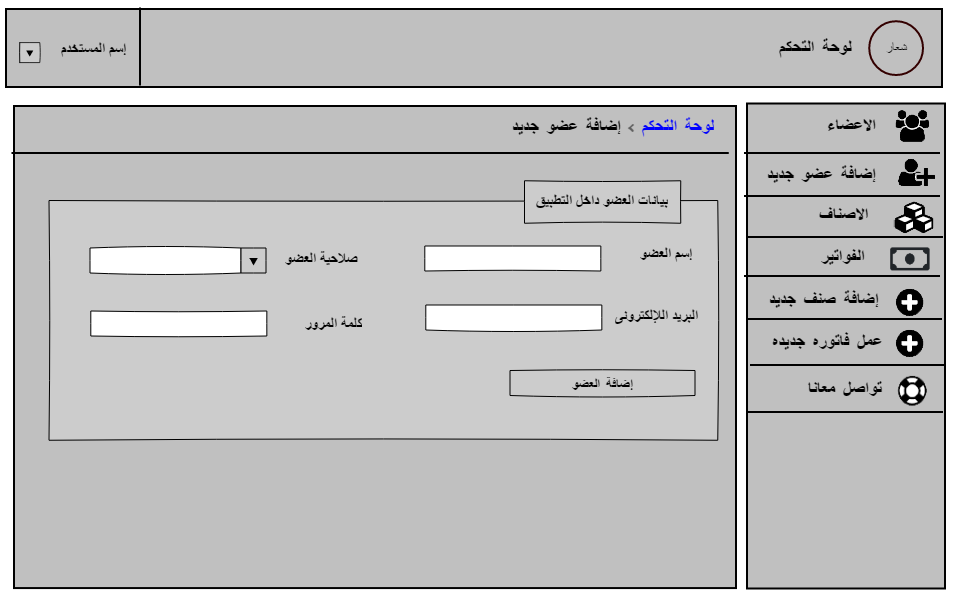 شعار
لوحة التحكم
إسم المستخدم
الاعضاء
إضافة عضو جديد
الاصناف
الفواتير
إضافة صنف جديد
عمل فاتوره جديده
تواصل معانا
لوحة التحكم > إضافة عضو جديد
بيانات العضو داخل التطبيق
إسم العضو
صلاحية العضو
البريد اللإلكترونى
كلمة المرور
إضافة العضو